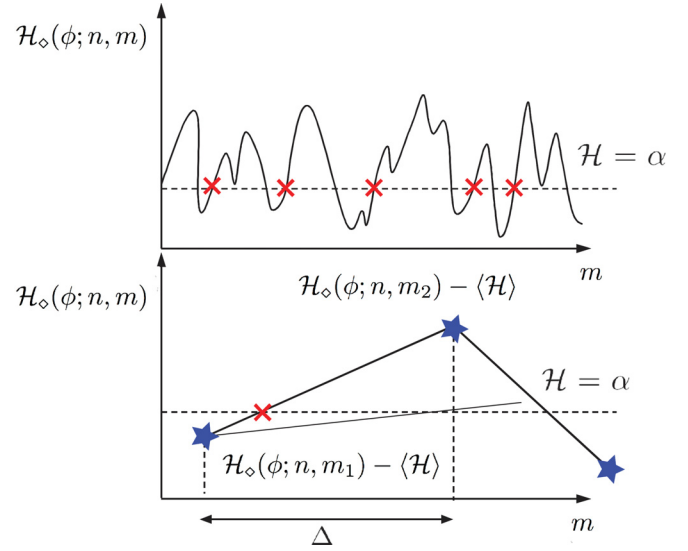 ℋ⋄(ϕ; n, m)
ℋ = α
m
ℋ⋄(ϕ; n, m)
ℋ⋄(ϕ; n, m₂) − ⟨ℋ⟩
ℋ = α
ℋ⋄(ϕ; n, m₁) − ⟨ℋ⟩
m
Δ